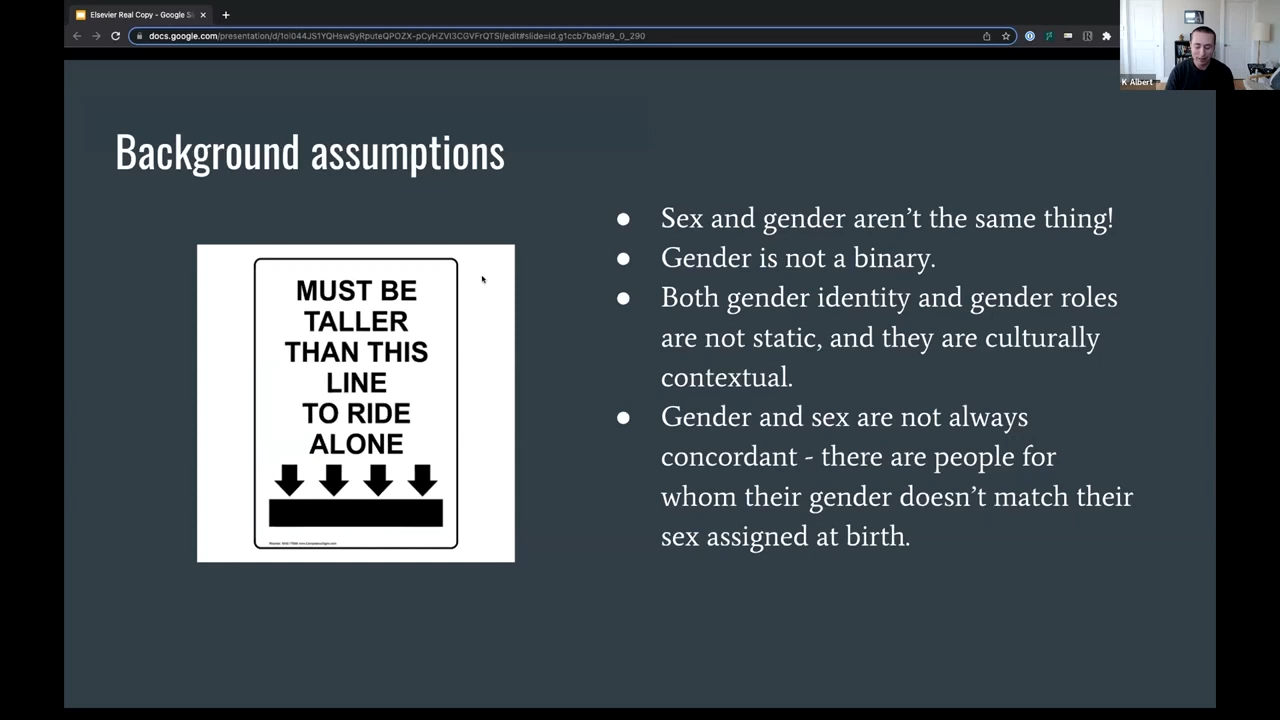 Elsevier Real Copy - Google Sl
docs.google.com/presentation/d/1oi044JS1YQHswSyRputeQPOZX-pCyHZVI3CGVFrQTSI/edit#slide=id.g1ccb7ba9fa9_0_290
K Albert
Background assumptions
MUST BE
TALLER
THAN THIS
LINE
TO RIDE
ALONE
● Sex and gender aren’t the same thing!
● Gender is not a binary.
● Both gender identity and gender roles
are not static, and they are culturally
contextual.
● Gender and sex are not always
concordant - there are people for
whom their gender doesn’t match their
sex assigned at birth.